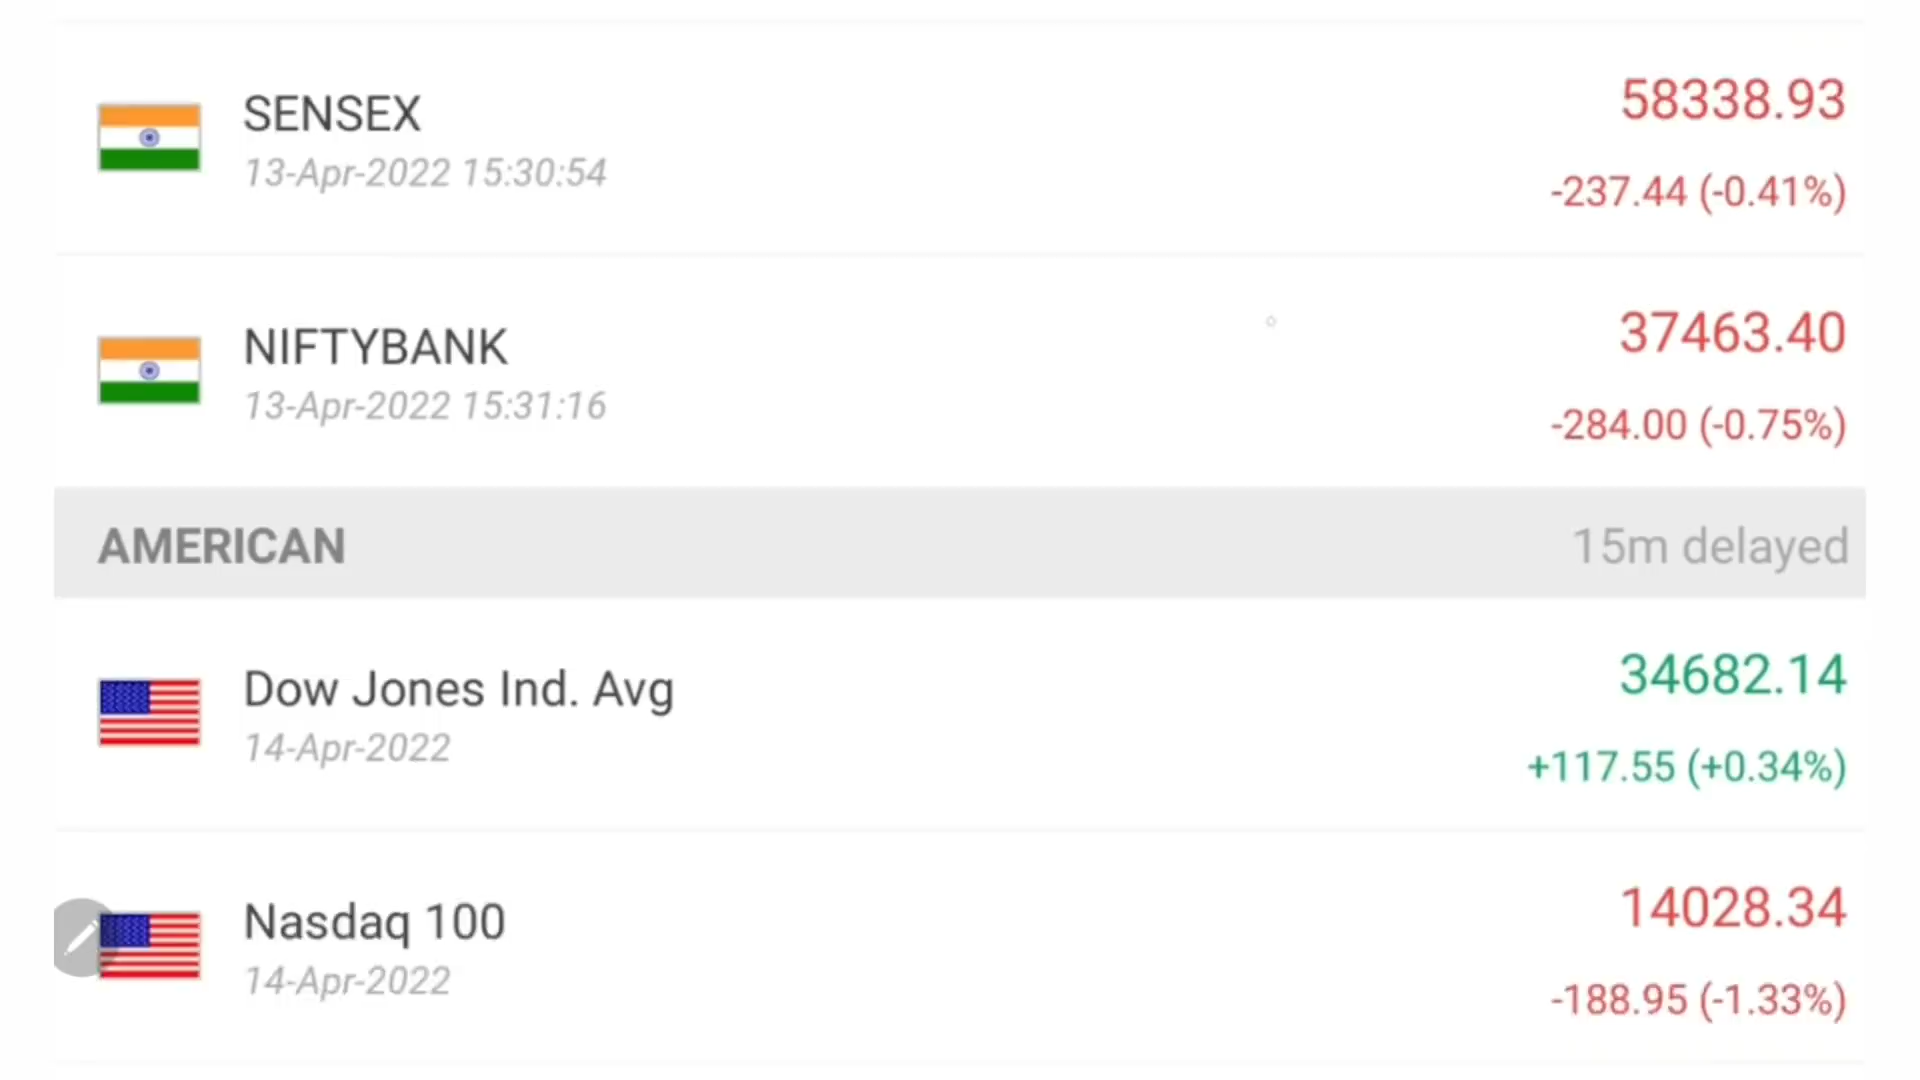 SENSEX
58338.93
13-Apr-2022 15:30:54
-237.44 (-0.41%)
NIFTYBANK
37463.40
13-Apr-2022 15:31:16
-284.00 (-0.75%)
AMERICAN
15m delayed
Dow Jones Ind. Avg
34682.14
14-Apr-2022
+117.55 (+0.34%)
Nasdaq 100
14028.34
14-Apr-2022
-188.95 (-1.33%)